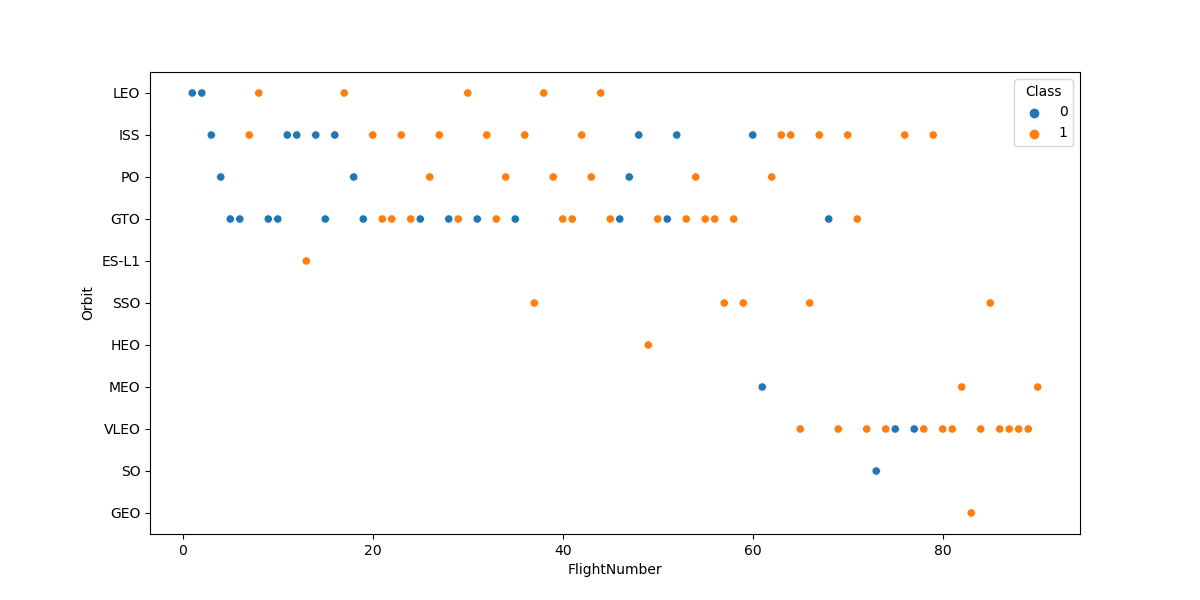 LEO
ISS
PO
GTO
ES-L1
SSO
HEO
MEO
VLEO
SO
GEO
Orbit
0
20
40
60
80
FlightNumber
Class
0
1